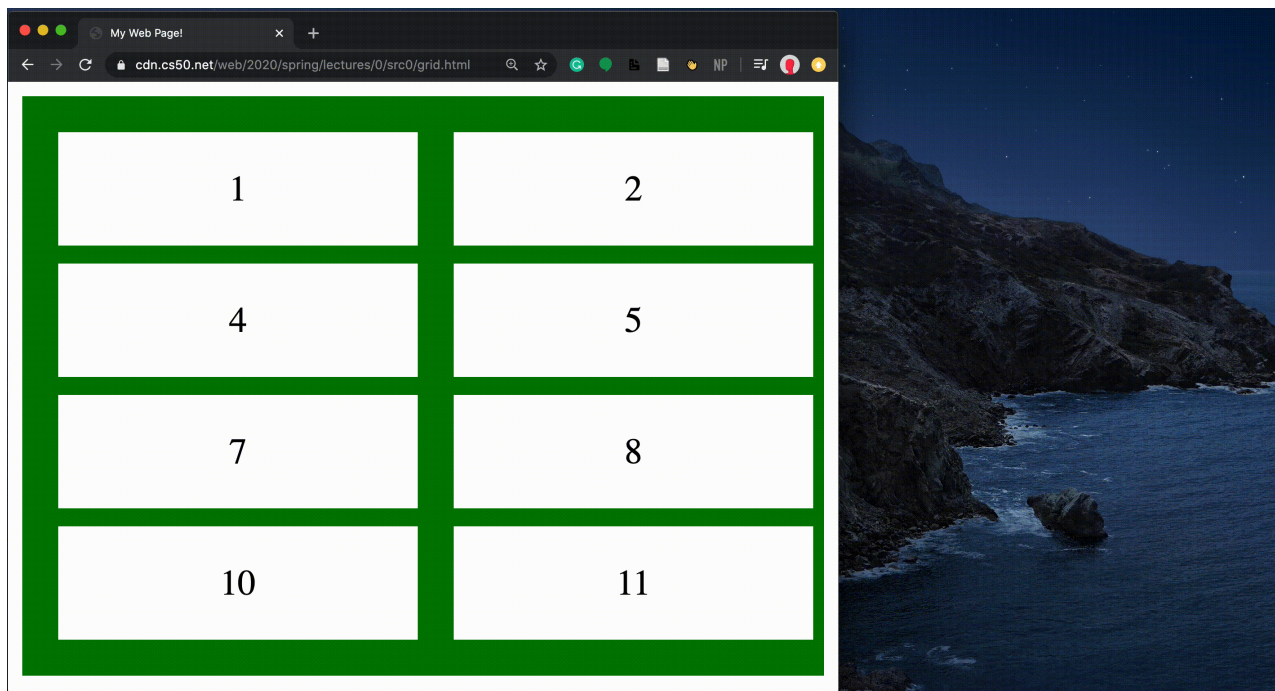 My Web Page!
cdn.cs50.net/web/2020/spring/lectures/0/src0/grid.html
NP
1 2
4 5
7 8
10 11